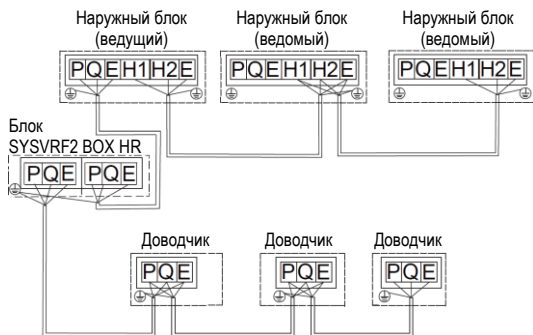 Наружный блок
(ведущий)
Наружный блок
(ведомый)
Наружный блок
(ведомый)
PQEH1H2E
PQEH1H2E
PQEH1H2E
Блок
SYSVRF2 BOX HR
PQE
PQE
Доводчик
Доводчик
Доводчик
PQE
PQE
PQE